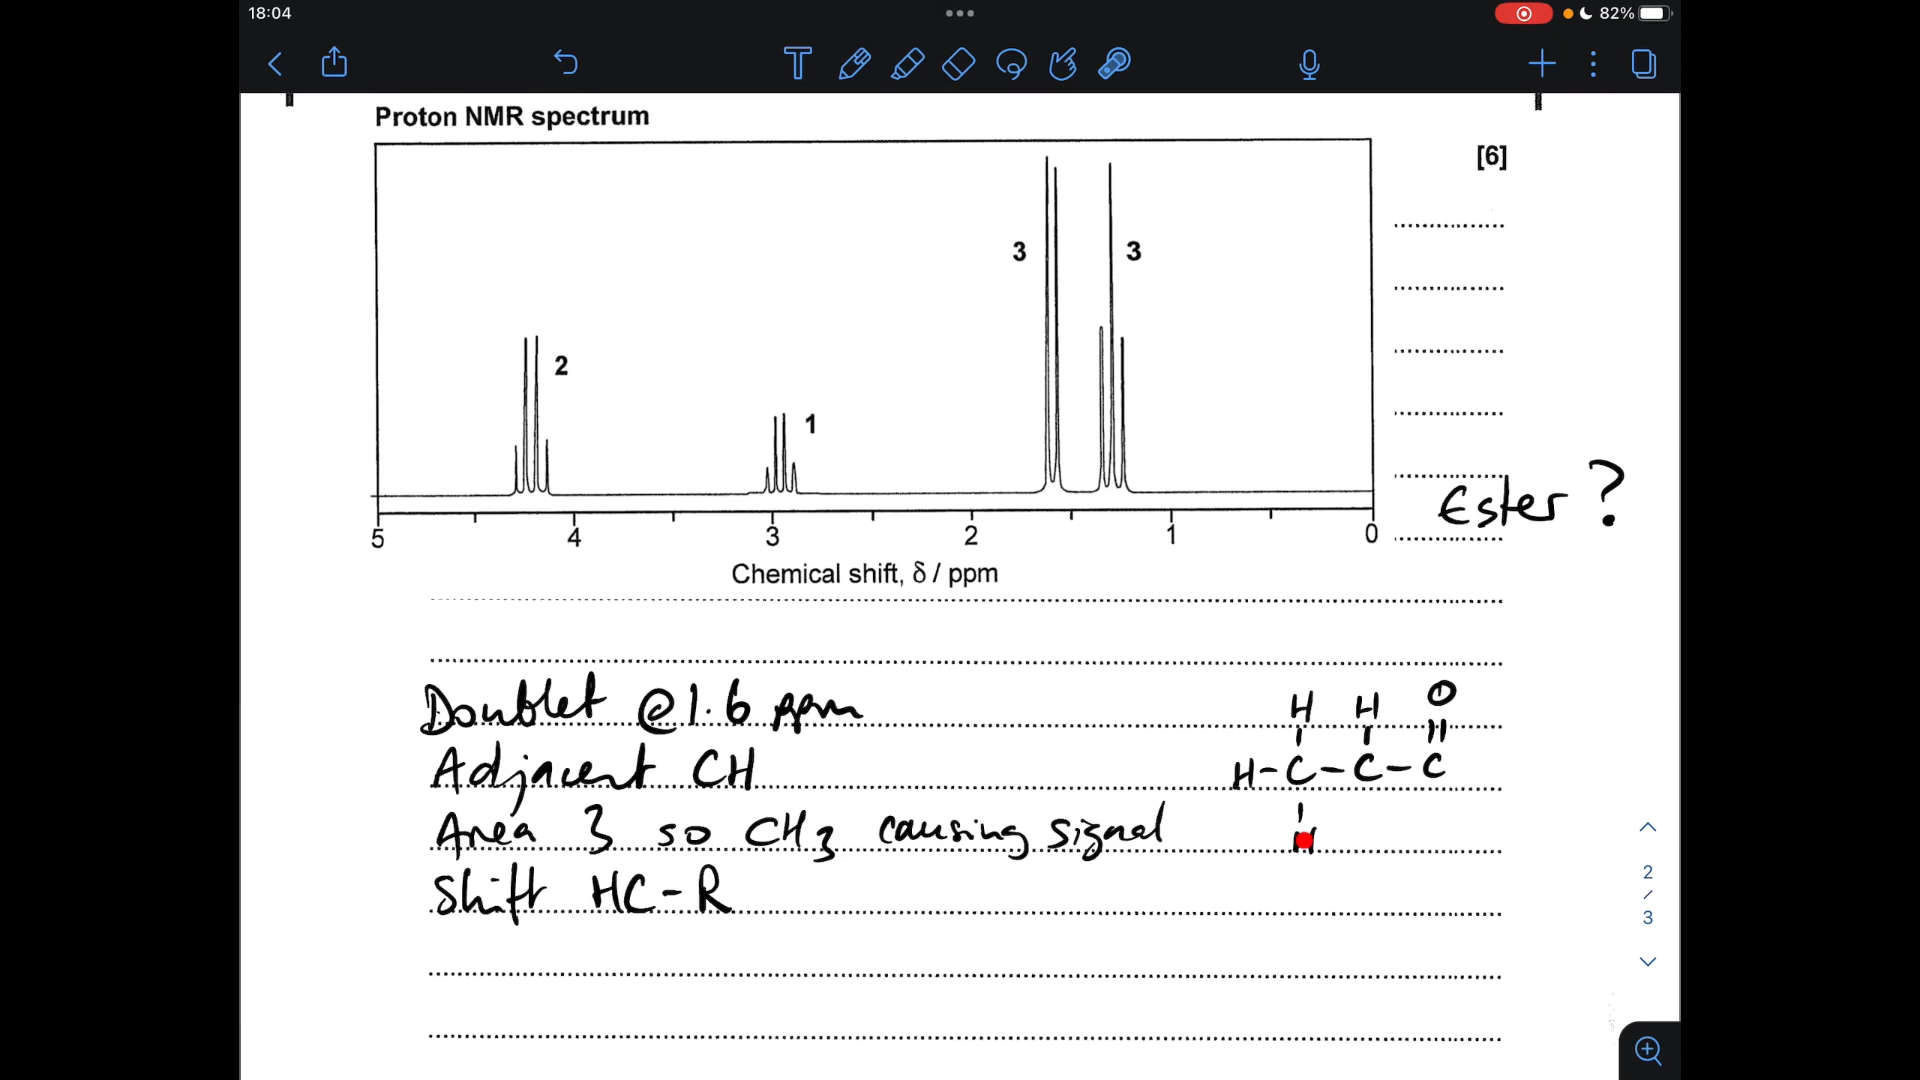 18:04
82%
T
Proton NMR spectrum
[6]
3
3
2
1
Ester ?
5 4 3 2 1 0
Chemical shift, δ / ppm
Doublet @ 1.6 ppm
Adjacent CH
Area 3 so CH3 causing signal
Shift HC-R
H H O
H-C-C-C
H
2
/
3